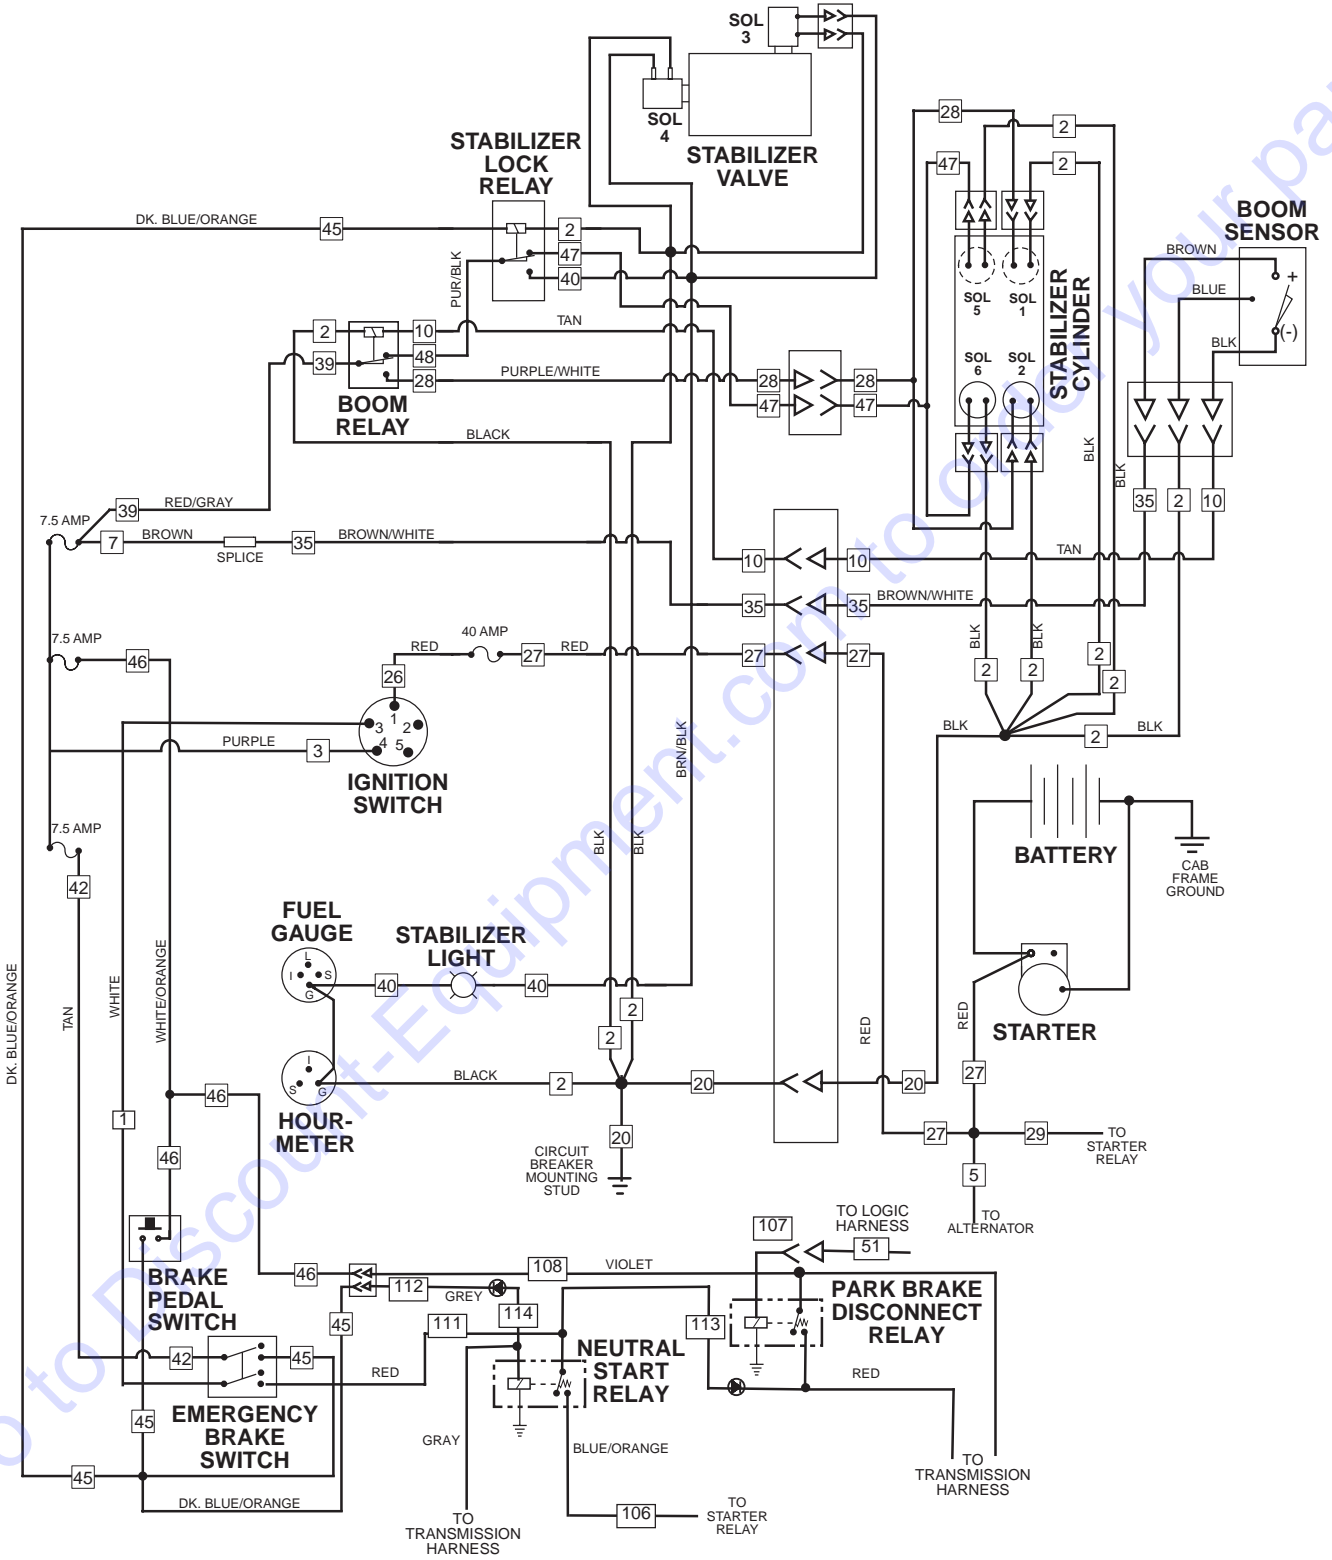 SOL
3
SOL
4
STABILIZER
VALVE
STABILIZER
LOCK
RELAY
28
2
47
2
BOOM
SENSOR
DK. BLUE/ORANGE
45
2
47
40
PUR/BLK
BROWN
BLUE
BLK
+
(-)
SOL
5
SOL
1
SOL
6
SOL
2
STABILIZER
CYLINDER
2
10
TAN
39
48
28
PURPLE/WHITE
28
28
47
47
BOOM
RELAY
BLACK
BLK
BLK
35
2
10
7.5 AMP
39
RED/GRAY
7
BROWN
SPLICE
35
BROWN/WHITE
10
10
TAN
35
35
BROWN/WHITE
7.5 AMP
46
RED
40 AMP
27
RED
27
27
26
BLK
BLK
2
2
2
2
1
2
3
4
5
PURPLE
3
IGNITION
SWITCH
BRN/BLK
BLK
2
BLK
7.5 AMP
42
BLK
BLK
BATTERY
CAB
FRAME
GROUND
FUEL
GAUGE
L
I
S
G
STABILIZER
LIGHT
40
40
DK. BLUE/ORANGE
TAN
WHITE
WHITE/ORANGE
2
2
RED
RED
STARTER
I
S
G
HOUR-
METER
BLACK
2
20
20
27
46
1
46
20
CIRCUIT
BREAKER
MOUNTING
STUD
27
29
TO
STARTER
RELAY
5
TO
ALTERNATOR
BRAKE
PEDAL
SWITCH
107
TO LOGIC
HARNESS
51
46
108
VIOLET
112
GREY
114
45
111
113
PARK BRAKE
DISCONNECT
RELAY
NEUTRAL
START
RELAY
42
45
RED
RED
EMERGENCY
BRAKE
SWITCH
45
GRAY
BLUE/ORANGE
45
DK. BLUE/ORANGE
TO
TRANSMISSION
HARNESS
106
TO
STARTER
RELAY
TO
TRANSMISSION
HARNESS
to Discount-Equipment.com to order your pa